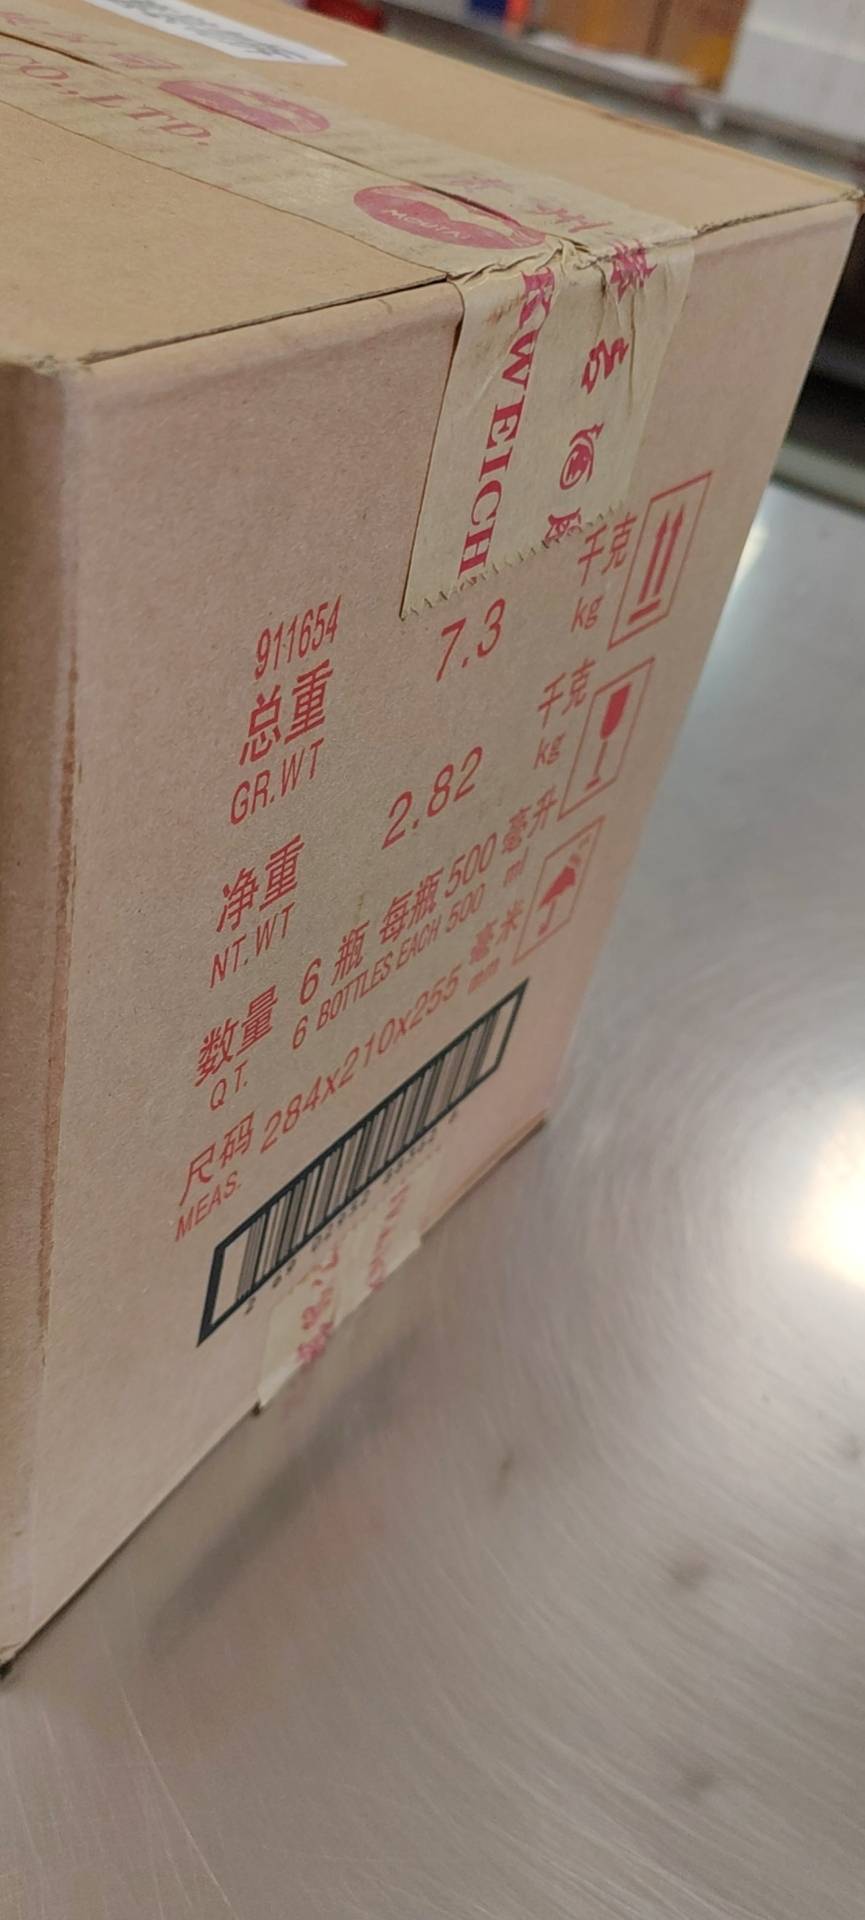 CO., LTD.
MOUTAI
KWEICH
911654
总重 7.3 千克
GR.WT kg
净重 2.82 千克
NT.WT kg
数量 6 瓶 每瓶 500 毫升
QT. 6 BOTTLES EACH 500 ml
尺码 284x210x255 毫米
MEAS. mm